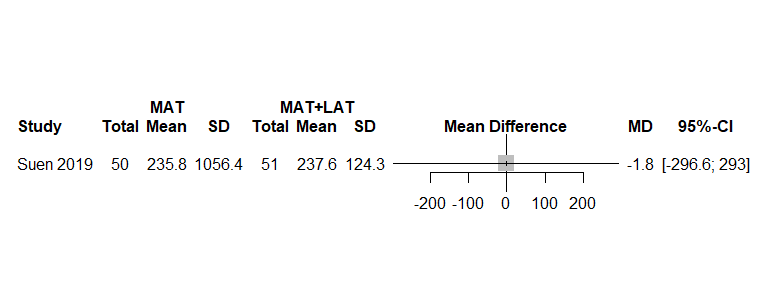 MAT MAT+LAT
Study Total Mean SD Total Mean SD Mean Difference MD 95%-CI
Suen 2019 50 235.8 1056.4 51 237.6 124.3 -1.8 [-296.6; 293]
-200 -100 0 100 200